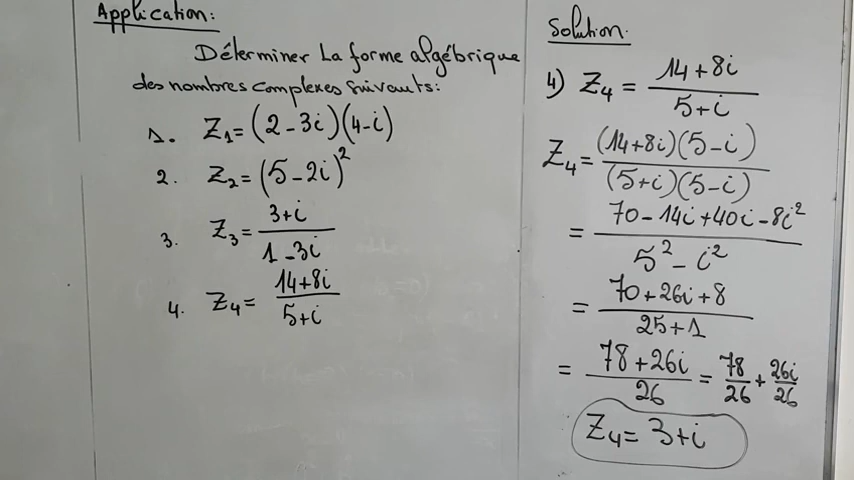 Application:
Déterminer la forme algébrique
des nombres complexes suivants:
1. Z₁ = (2 - 3i)(4 - i)
2. Z₂ = (5 - 2i)²
3. Z₃ = (3+i)/(1-3i)
4. Z₄ = (14+8i)/(5+i)
Solution.
4) Z₄ = (14+8i)/(5+i)
Z₄ = (14+8i)(5-i)/(5+i)(5-i)
= (70-14i+40i-8i²)/(5²-i²)
= (70+26i+8)/(25+1)
= (78+26i)/26 = 78/26 + 26i/26
Z₄ = 3+i